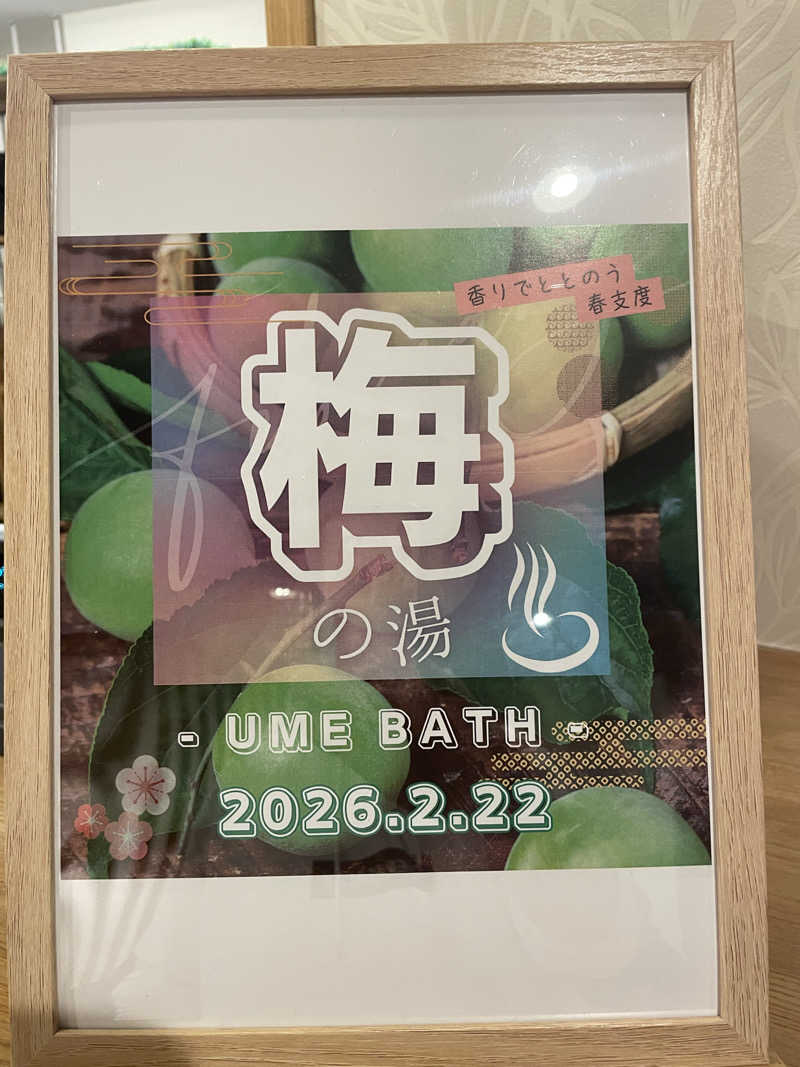 香りでととのう
春支度
梅
の湯
- UME BATH -
2026.2.22